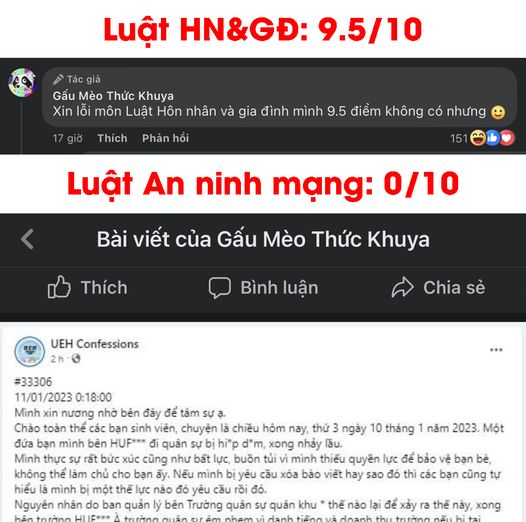 Luật HN&GĐ: 9.5/10
Tác giả
Gấu Mèo Thức Khuya
Xin lỗi môn Luật Hôn nhân và gia đình mình 9.5 điểm không có nhưng
17 giờ Thích Phản hồi 151
Luật An ninh mạng: 0/10
Bài viết của Gấu Mèo Thức Khuya
Thích Bình luận Chia sẻ
UEH Confessions
2 h
#33306
11/01/2023 0:18:00
Mình xin nương nhờ bên đây để tâm sự ạ.
Chào toàn thể các bạn sinh viên, chuyện là chiều hôm nay, thứ 3 ngày 10 tháng 1 năm 2023. Một
đứa bạn mình bên HUF*** đi quân sự bị hi*p d*m, xong nhảy lầu.
Mình thực sự rất bức xúc cũng như bất lực, buồn tủi vì mình thiếu quyền lực để bảo vệ bạn bè,
không thể làm chủ cho bạn ấy. Nếu mình bị yêu cầu xóa bào viết hay sao đó thì các bạn cũng tự
hiểu là mình bị một thế lực nào đó yêu cầu rồi đó.
Nguyên nhân do ban quản lý bên Trường quân sự quân khu * thế nào lại để xảy ra thế này, xong
bên trường HUF*** À trường quân sự ém nhẹm vì danh tiếng và doanh thu trường nếu bị tai